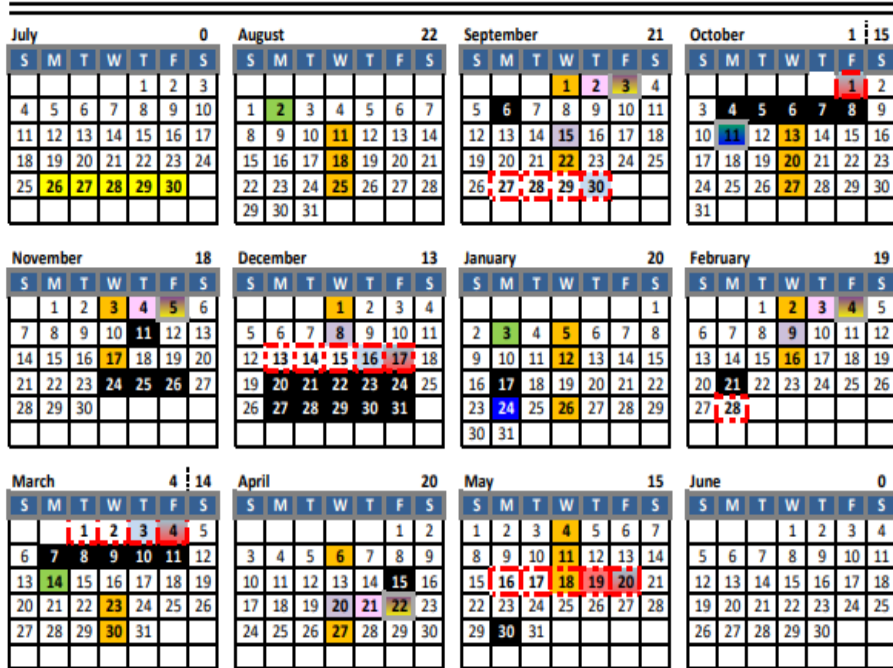 July 0
S M T W T F S
1 2 3
4 5 6 7 8 9 10
11 12 13 14 15 16 17
18 19 20 21 22 23 24
25 26 27 28 29 30
August 22
S M T W T F S
1 2 3 4 5 6 7
8 9 10 11 12 13 14
15 16 17 18 19 20 21
22 23 24 25 26 27 28
29 30 31
September 21
S M T W T F S
1 2 3 4
5 6 7 8 9 10 11
12 13 14 15 16 17 18
19 20 21 22 23 24 25
26 27 28 29 30
October 1 15
S M T W T F S
1 2
3 4 5 6 7 8 9
10 11 12 13 14 15 16
17 18 19 20 21 22 23
24 25 26 27 28 29 30
31
November 18
S M T W T F S
1 2 3 4 5 6
7 8 9 10 11 12 13
14 15 16 17 18 19 20
21 22 23 24 25 26 27
28 29 30
December 13
S M T W T F S
1 2 3 4
5 6 7 8 9 10 11
12 13 14 15 16 17 18
19 20 21 22 23 24 25
26 27 28 29 30 31
January 20
S M T W T F S
1
2 3 4 5 6 7 8
9 10 11 12 13 14 15
16 17 18 19 20 21 22
23 24 25 26 27 28 29
30 31
February 19
S M T W T F S
1 2 3 4 5
6 7 8 9 10 11 12
13 14 15 16 17 18 19
20 21 22 23 24 25 26
27 28
March 4 14
S M T W T F S
1 2 3 4 5
6 7 8 9 10 11 12
13 14 15 16 17 18 19
20 21 22 23 24 25 26
27 28 29 30 31
April 20
S M T W T F S
1 2
3 4 5 6 7 8 9
10 11 12 13 14 15 16
17 18 19 20 21 22 23
24 25 26 27 28 29 30
May 15
S M T W T F S
1 2 3 4 5 6 7
8 9 10 11 12 13 14
15 16 17 18 19 20 21
22 23 24 25 26 27 28
29 30 31
June 0
S M T W T F S
1 2 3 4
5 6 7 8 9 10 11
12 13 14 15 16 17 18
19 20 21 22 23 24 25
26 27 28 29 30